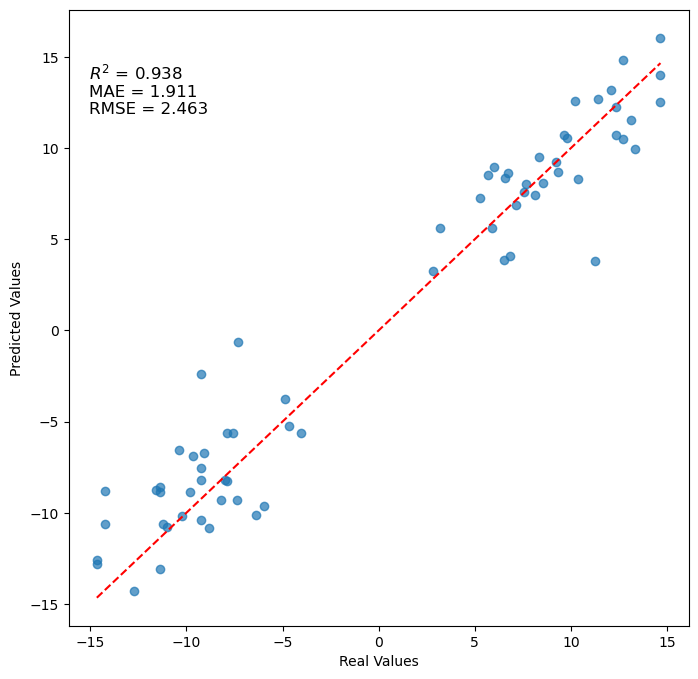 R² = 0.938
MAE = 1.911
RMSE = 2.463
15
10
5
0
−5
−10
−15
Predicted Values
−15 −10 −5 0 5 10 15
Real Values